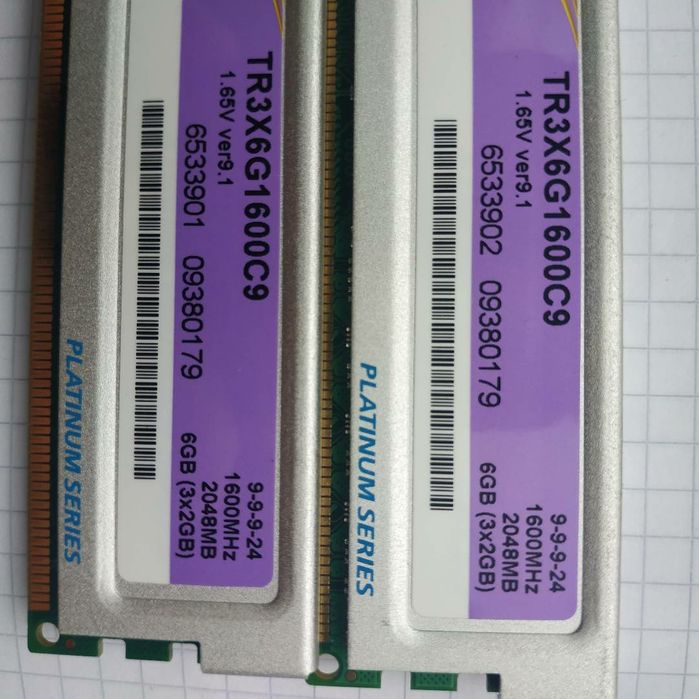 TR3X6G1600C9
1.65V ver9.1
6533901 09380179
9-9-9-24
1600MHz
2048MB
6GB (3x2GB)
PLATINUM SERIES
TR3X6G1600C9
1.65V ver9.1
6533902 09380179
9-9-9-24
1600MHz
2048MB
6GB (3x2GB)
PLATINUM SERIES